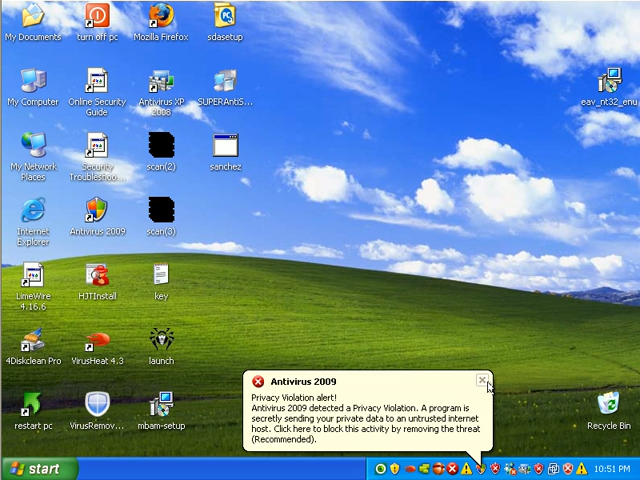 My Documents
turn off pc
Mozilla Firefox
sdasetup
My Computer
Online Security
Guide
Antivirus XP
2008
SUPERAntiS...
eav_nt32_enu
My Network
Places
Security
Troubleshoo...
scan(2)
sanchez
Internet
Explorer
Antivirus 2009
scan(3)
LimeWire
4.16.6
HJTInstall
key
4Diskclean Pro
VirusHeat 4.3
launch
restart pc
VirusRemov...
mbam-setup
Recycle Bin
Antivirus 2009
Privacy Violation alert!
Antivirus 2009 detected a Privacy Violation. A program is
secretly sending your private data to an untrusted internet
host. Click here to block this activity by removing the threat
(Recommended).
start
10:51 PM